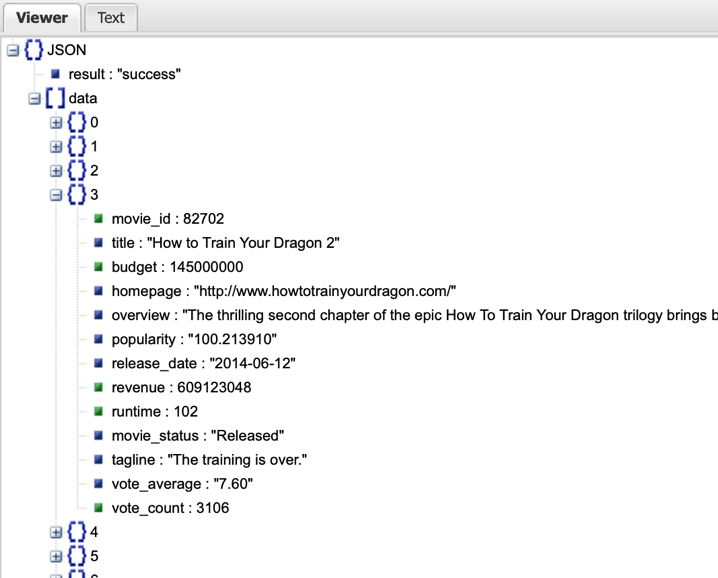 Viewer Text
JSON
result : "success"
data
0
1
2
3
movie_id : 82702
title : "How to Train Your Dragon 2"
budget : 145000000
homepage : "http://www.howtotrainyourdragon.com/"
overview : "The thrilling second chapter of the epic How To Train Your Dragon trilogy brings b
popularity : "100.213910"
release_date : "2014-06-12"
revenue : 609123048
runtime : 102
movie_status : "Released"
tagline : "The training is over."
vote_average : "7.60"
vote_count : 3106
4
5